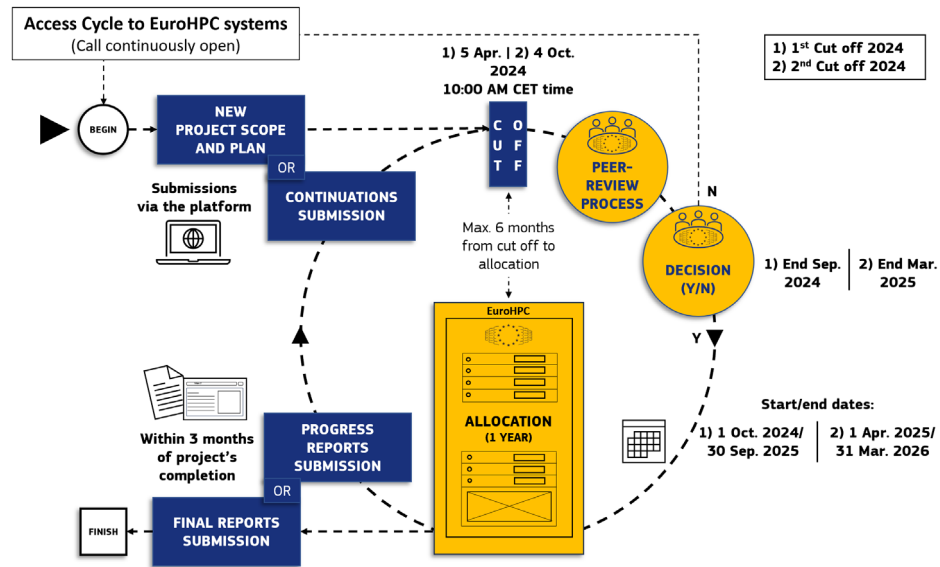 Access Cycle to EuroHPC systems
(Call continuously open)
1) 5 Apr. | 2) 4 Oct.
2024
10:00 AM CET time
1) 1st Cut off 2024
2) 2nd Cut off 2024
BEGIN
NEW
PROJECT SCOPE
AND PLAN
OR
CONTINUATIONS
SUBMISSION
Submissions
via the platform
CUT OFF
PEER-
REVIEW
PROCESS
N
Max. 6 months
from cut off to
allocation
DECISION
(Y/N)
1) End Sep.
2024
2) End Mar.
2025
Y
EuroHPC
ALLOCATION
(1 YEAR)
Start/end dates:
1) 1 Oct. 2024/
30 Sep. 2025
2) 1 Apr. 2025/
31 Mar. 2026
Within 3 months
of project's
completion
PROGRESS
REPORTS
SUBMISSION
OR
FINAL REPORTS
SUBMISSION
FINISH